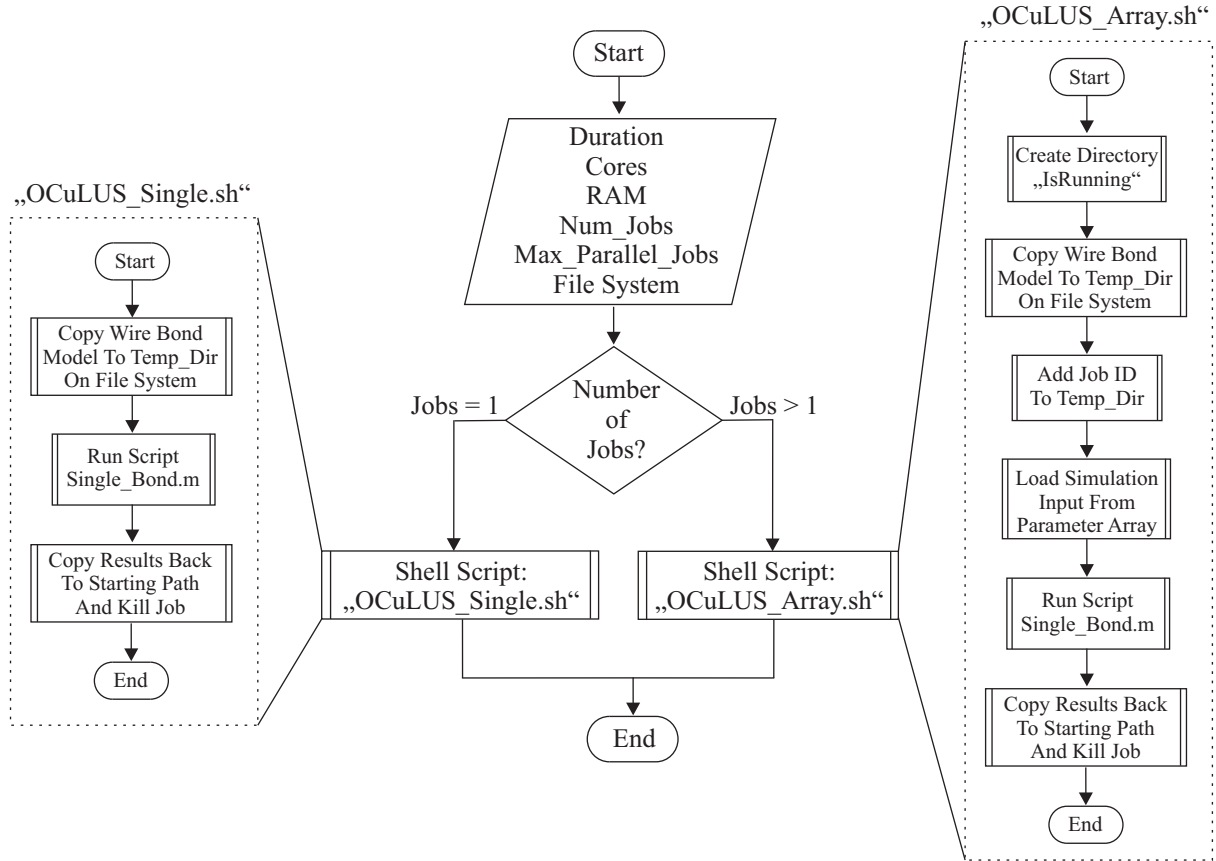 „OCuLUS_Single.sh“
Start
Copy Wire Bond
Model To Temp_Dir
On File System
Run Script
Single_Bond.m
Copy Results Back
To Starting Path
And Kill Job
End
Start
Duration
Cores
RAM
Num_Jobs
Max_Parallel_Jobs
File System
Number
of
Jobs?
Jobs = 1
Jobs > 1
Shell Script:
„OCuLUS_Single.sh“
Shell Script:
„OCuLUS_Array.sh“
End
„OCuLUS_Array.sh“
Start
Create Directory
„IsRunning“
Copy Wire Bond
Model To Temp_Dir
On File System
Add Job ID
To Temp_Dir
Load Simulation
Input From
Parameter Array
Run Script
Single_Bond.m
Copy Results Back
To Starting Path
And Kill Job
End